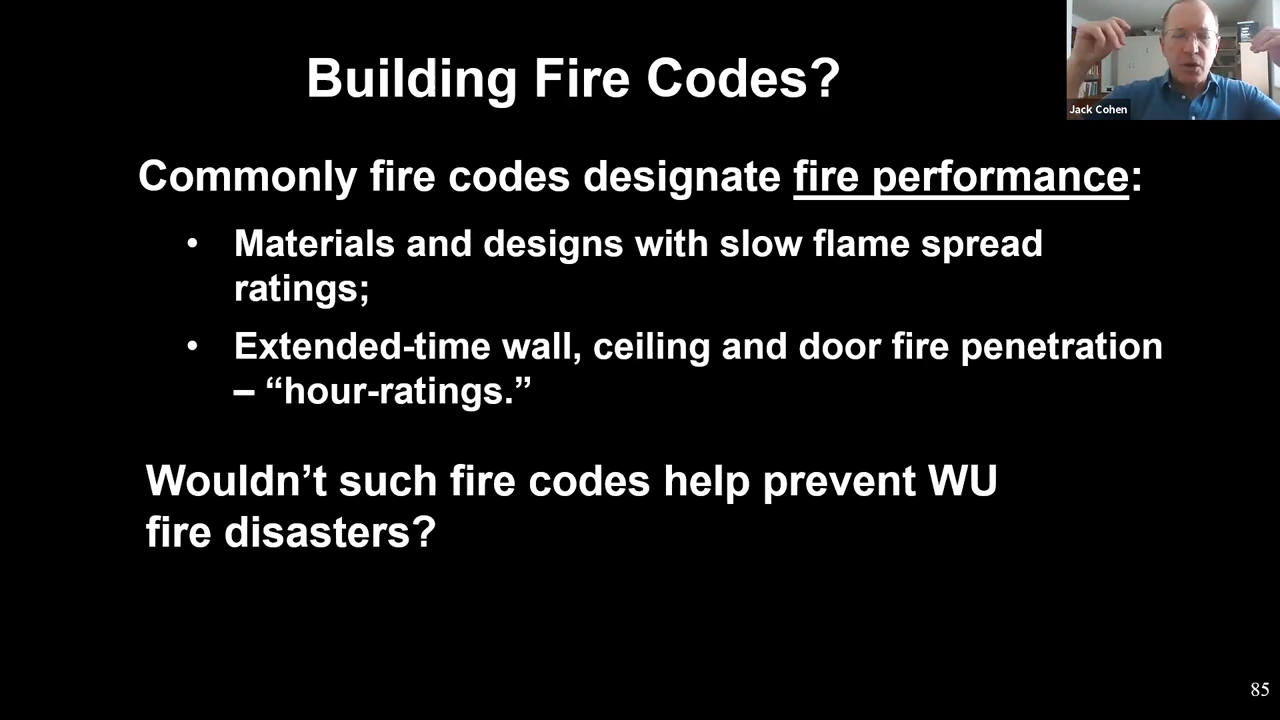 Building Fire Codes?
Jack Cohen
Commonly fire codes designate fire performance:
• Materials and designs with slow flame spread
ratings;
• Extended-time wall, ceiling and door fire penetration
– “hour-ratings.”
Wouldn’t such fire codes help prevent WU
fire disasters?
85